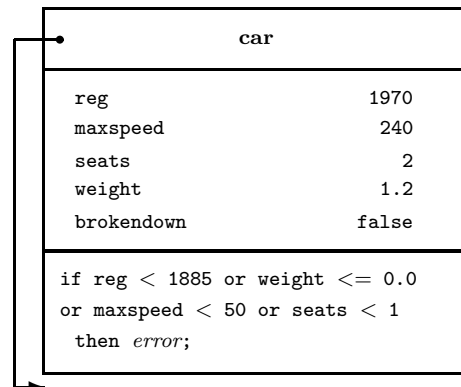 car
reg 1970
maxspeed 240
seats 2
weight 1.2
brokendown false
if reg < 1885 or weight <= 0.0
or maxspeed < 50 or seats < 1
then error;